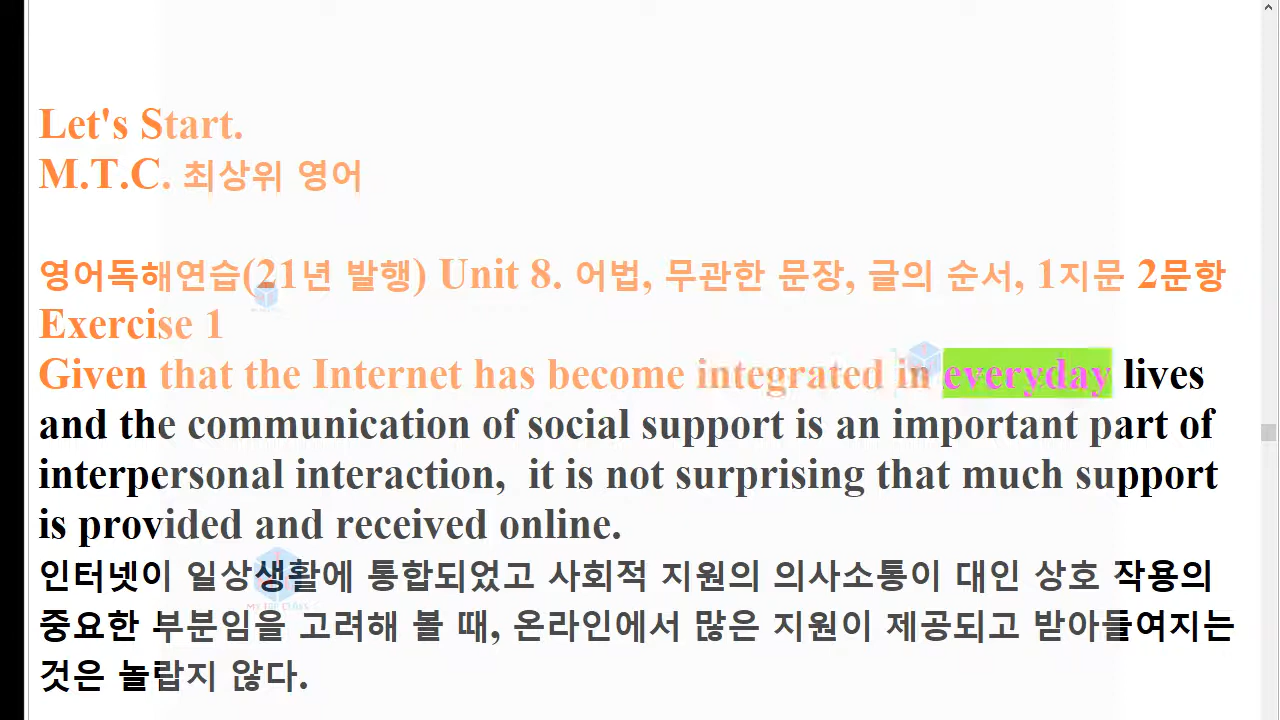 Let's Start.
M.T.C. 최상위 영어
영어독해연습(21년 발행) Unit 8. 어법, 무관한 문장, 글의 순서, 1지문 2문항
Exercise 1
Given that the Internet has become integrated in everyday lives
and the communication of social support is an important part of
interpersonal interaction,  it is not surprising that much support
is provided and received online.
인터넷이 일상생활에 통합되었고 사회적 지원의 의사소통이 대인 상호 작용의
중요한 부분임을 고려해 볼 때, 온라인에서 많은 지원이 제공되고 받아들여지는
것은 놀랍지 않다.